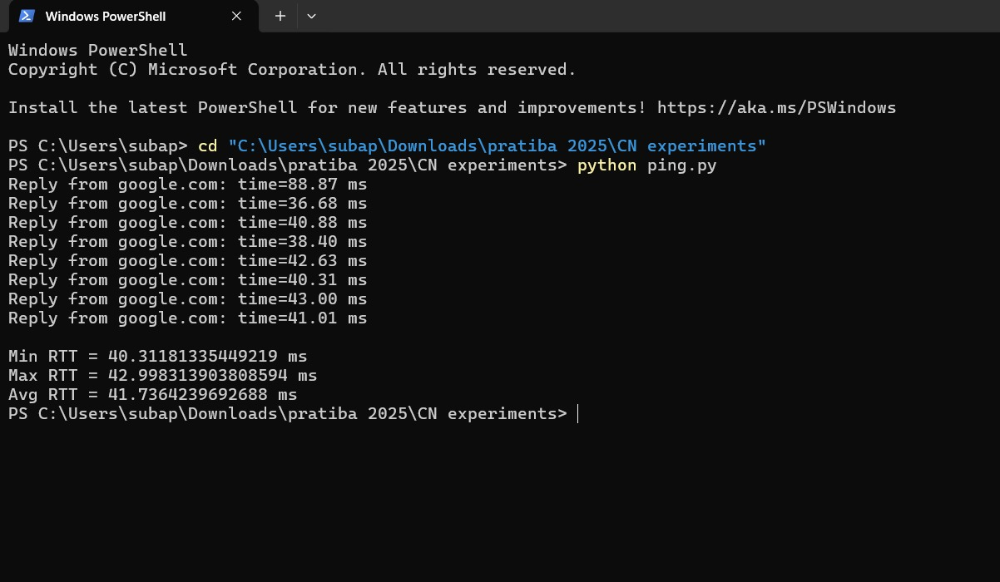 Windows PowerShell
Windows PowerShell
Copyright (C) Microsoft Corporation. All rights reserved.
Install the latest PowerShell for new features and improvements! https://aka.ms/PSWindows
PS C:\Users\subap> cd "C:\Users\subap\Downloads\pratiba 2025\CN experiments"
PS C:\Users\subap\Downloads\pratiba 2025\CN experiments> python ping.py
Reply from google.com: time=88.87 ms
Reply from google.com: time=36.68 ms
Reply from google.com: time=40.88 ms
Reply from google.com: time=38.40 ms
Reply from google.com: time=42.63 ms
Reply from google.com: time=40.31 ms
Reply from google.com: time=43.00 ms
Reply from google.com: time=41.01 ms
Min RTT = 40.31181335449219 ms
Max RTT = 42.998313903808594 ms
Avg RTT = 41.7364239692688 ms
PS C:\Users\subap\Downloads\pratiba 2025\CN experiments>